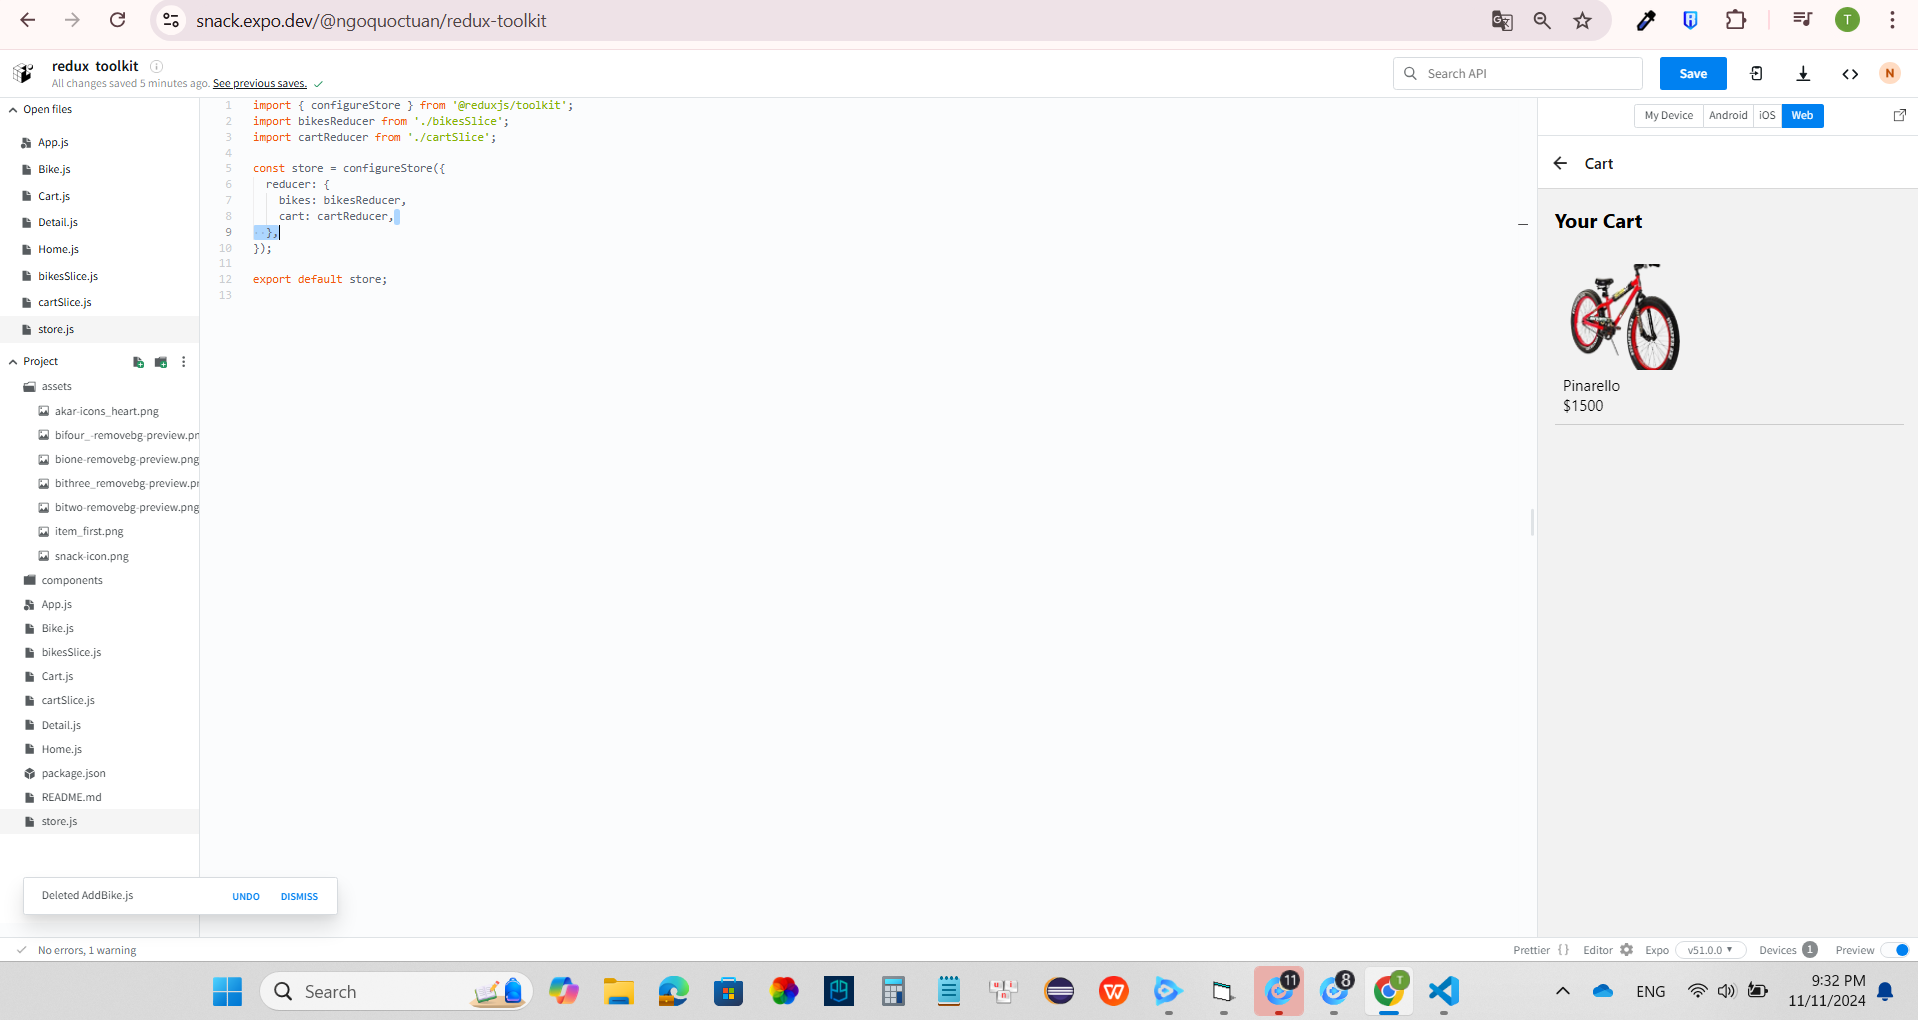 snack.expo.dev/@ngoquoctuan/redux-toolkit
T
redux toolkit
All changes saved 5 minutes ago. See previous saves.
Search API
Save
N
Open files
App.js
Bike.js
Cart.js
Detail.js
Home.js
bikesSlice.js
cartSlice.js
store.js
Project
assets
akar-icons_heart.png
bifour_-removebg-preview.pn
bione-removebg-preview.png
bithree_removebg-preview.pn
bitwo-removebg-preview.png
item_first.png
snack-icon.png
components
App.js
Bike.js
bikesSlice.js
Cart.js
cartSlice.js
Detail.js
Home.js
package.json
README.md
store.js
Deleted AddBike.js UNDO DISMISS
1 import { configureStore } from '@reduxjs/toolkit';
2 import bikesReducer from './bikesSlice';
3 import cartReducer from './cartSlice';
4
5 const store = configureStore({
6 reducer: {
7 bikes: bikesReducer,
8 cart: cartReducer,
9 },
10 });
11
12 export default store;
13
My Device Android iOS Web
Cart
Your Cart
Pinarello
$1500
No errors, 1 warning
Prettier {} Editor Expo v51.0.0 Devices 1 Preview
Search
11
8
T
ENG
9:32 PM
11/11/2024